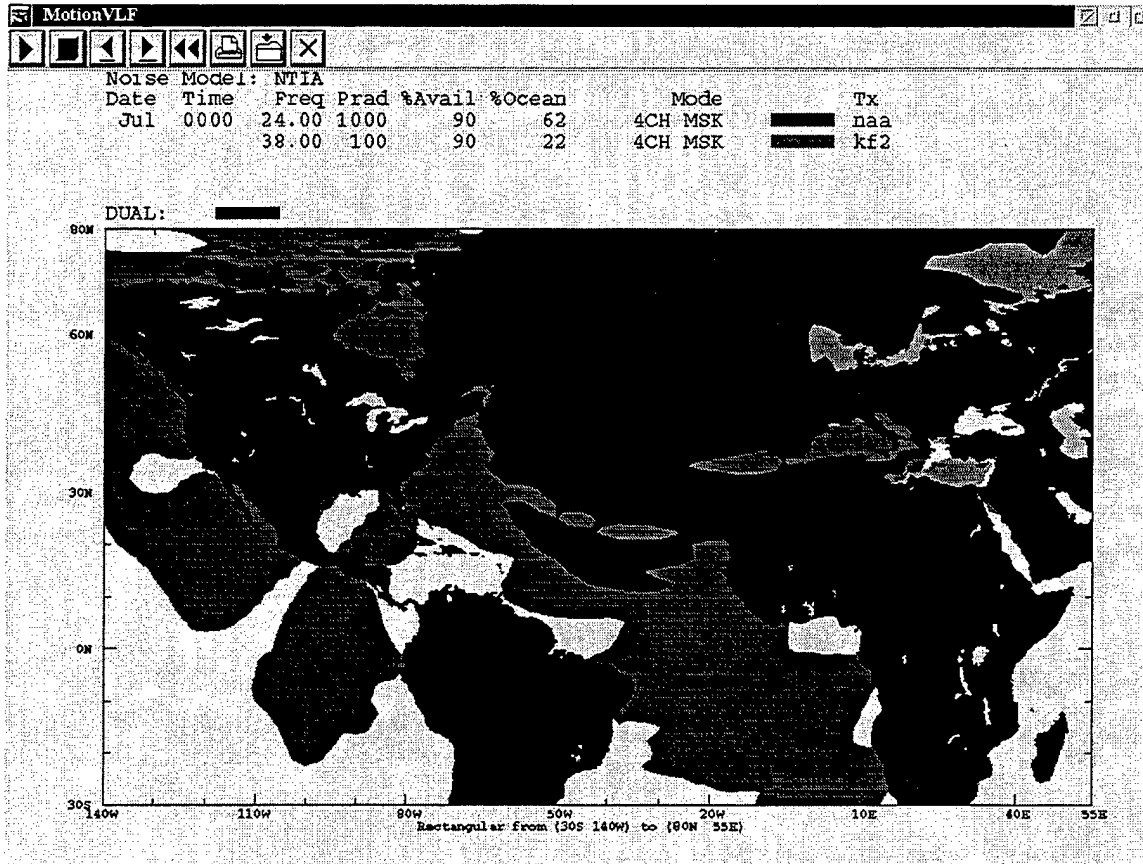 MotionVLF
Noise Model: NTIA
Date Time Freq Prad %Avail %Ocean Mode Tx
Jul 0000 24.00 1000 90 62 4CH MSK naa
38.00 100 90 22 4CH MSK kf2
DUAL:
80N
60N
30N
0N
30S
140W 110W 80W 50W 20W 10E 40E 55E
Rectangular from (30S 140W) to (80N 55E)